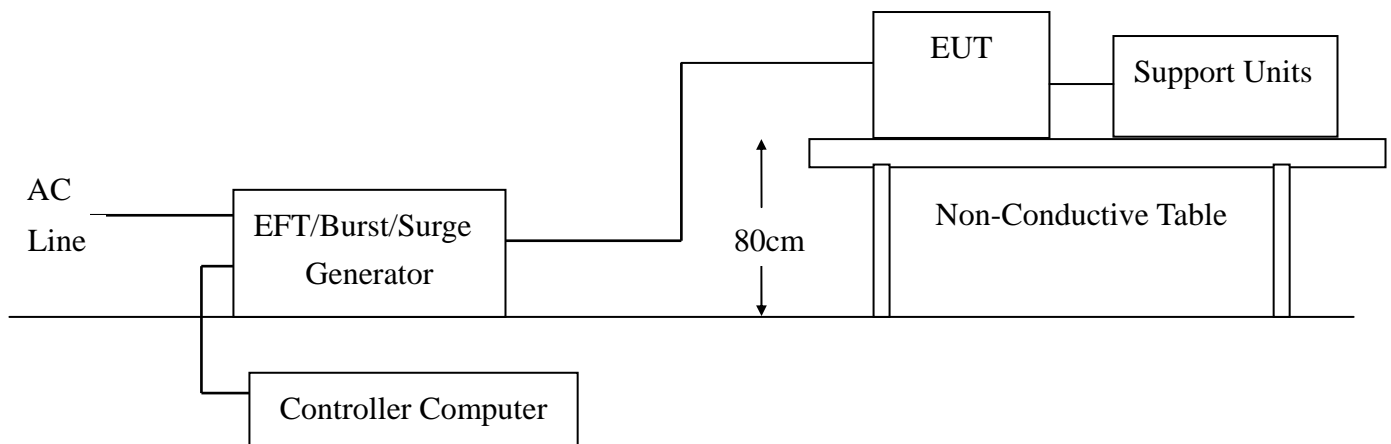 EUT
Support Units
AC
Line
EFT/Burst/Surge
Generator
80cm
Non-Conductive Table
Controller Computer